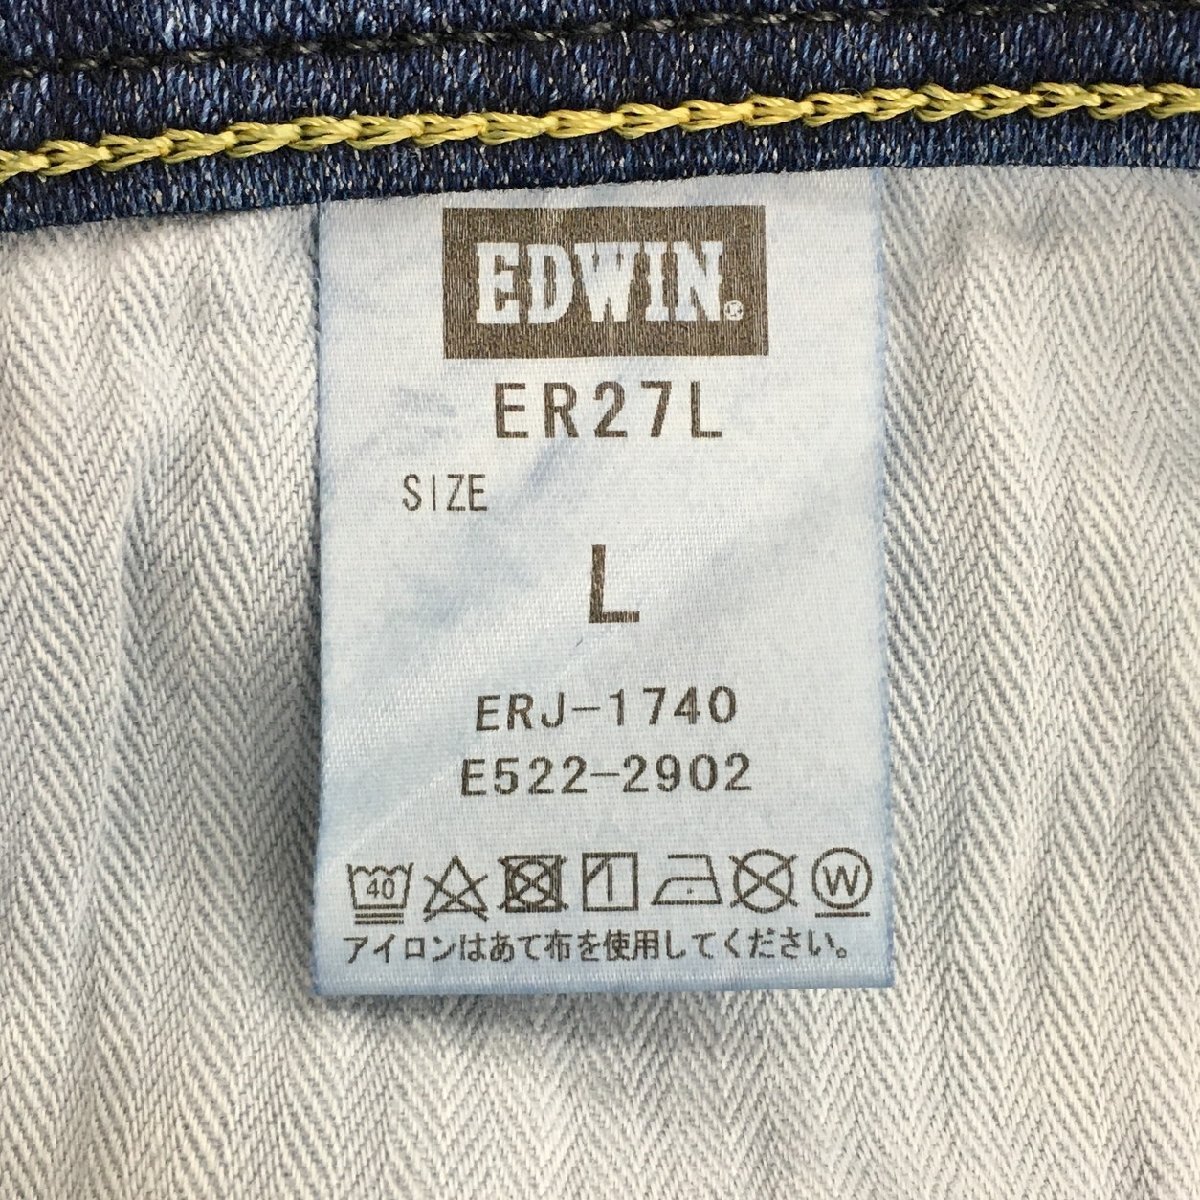 EDWIN®
ER27L
SIZE
L
ERJ-1740
E522-2902
40 W
アイロンはあて布を使用してください。